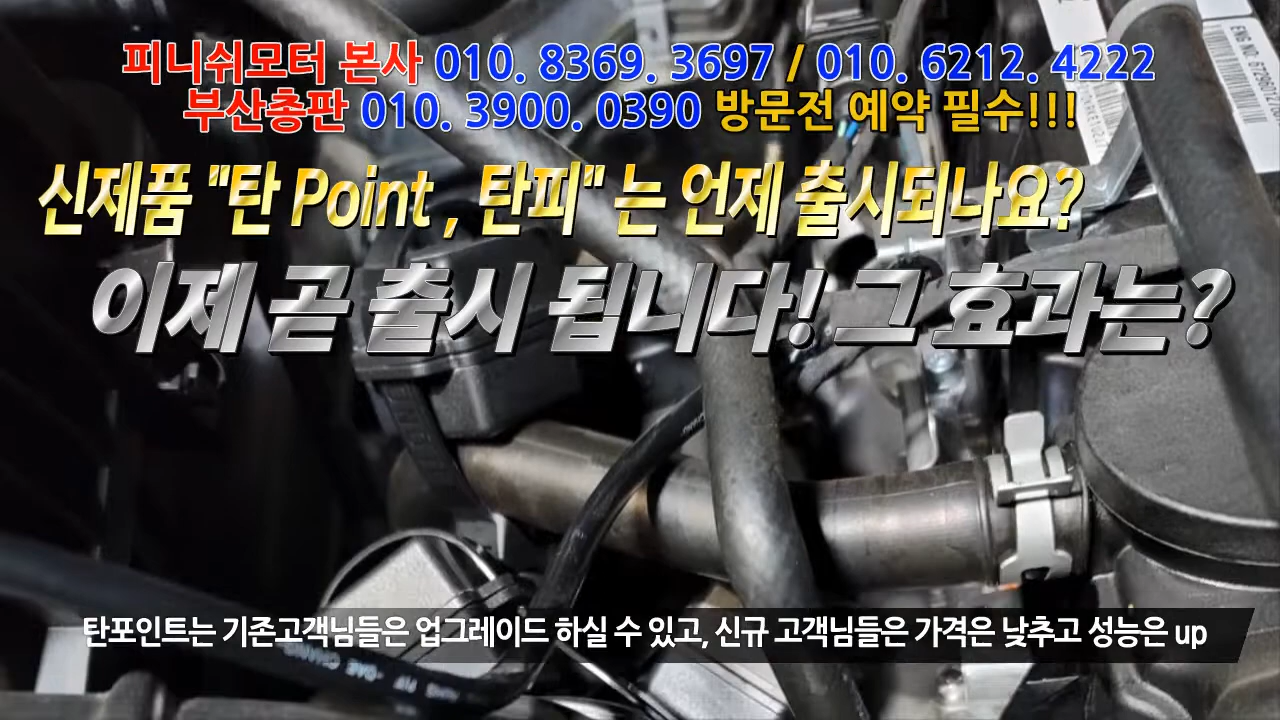 피니쉬모터 본사 010. 8369. 3697 / 010. 6212. 4222
부산총판 010. 3900. 0390 방문전 예약 필수!!!
신제품 "탄 Point , 탄피" 는 언제 출시되나요?
이제 곧 출시 됩니다! 그 효과는?
탄포인트는 기존고객님들은 업그레이드 하실 수 있고, 신규 고객님들은 가격은 낮추고 성능은 up